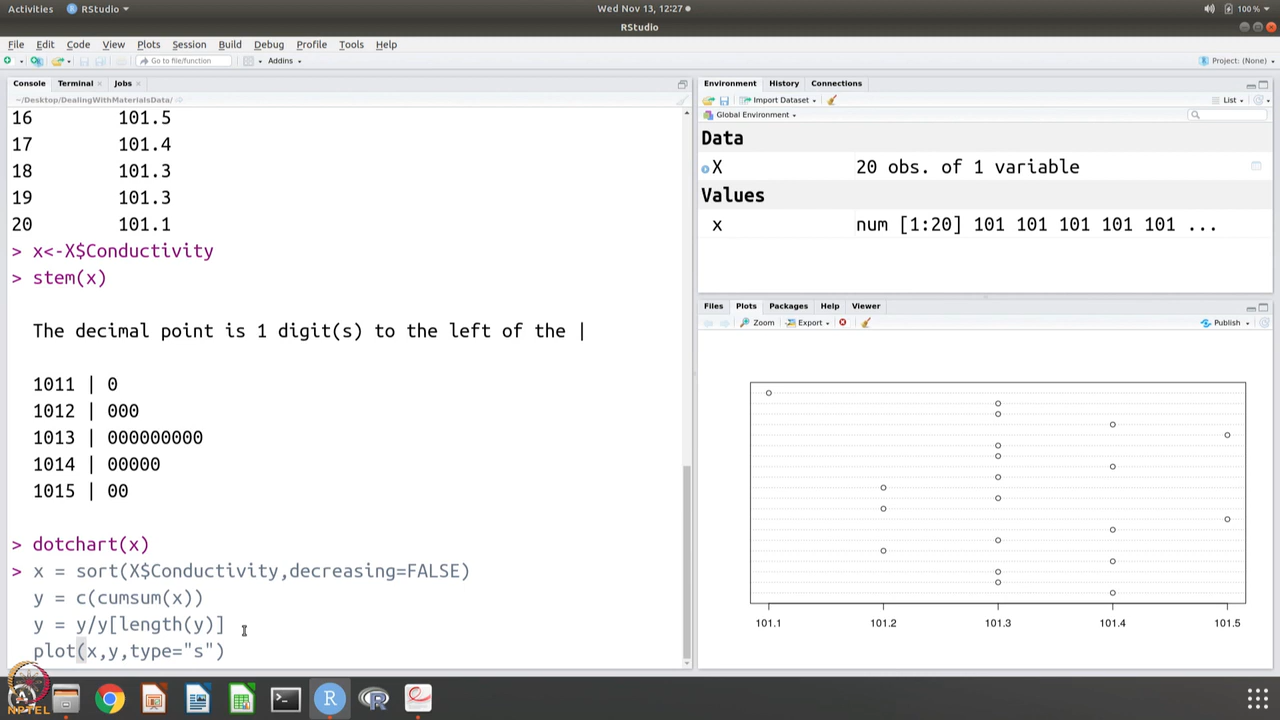 Activities RStudio Wed Nov 13, 12:27 100 %
RStudio
File Edit Code View Plots Session Build Debug Profile Tools Help
Go to file/function Addins Project: (None)
Console Terminal Jobs
~/Desktop/DealingWithMaterialsData/
16 101.5
17 101.4
18 101.3
19 101.3
20 101.1
> x<-X$Conductivity
> stem(x)
The decimal point is 1 digit(s) to the left of the |
1011 | 0
1012 | 000
1013 | 000000000
1014 | 00000
1015 | 00
> dotchart(x)
> x = sort(X$Conductivity,decreasing=FALSE)
y = c(cumsum(x))
y = y/y[length(y)]
plot(x,y,type="s")
Environment History Connections
Import Dataset List
Global Environment
Data
X 20 obs. of 1 variable
Values
x num [1:20] 101 101 101 101 101 ...
Files Plots Packages Help Viewer
Zoom Export Publish
101.1 101.2 101.3 101.4 101.5
NPTEL